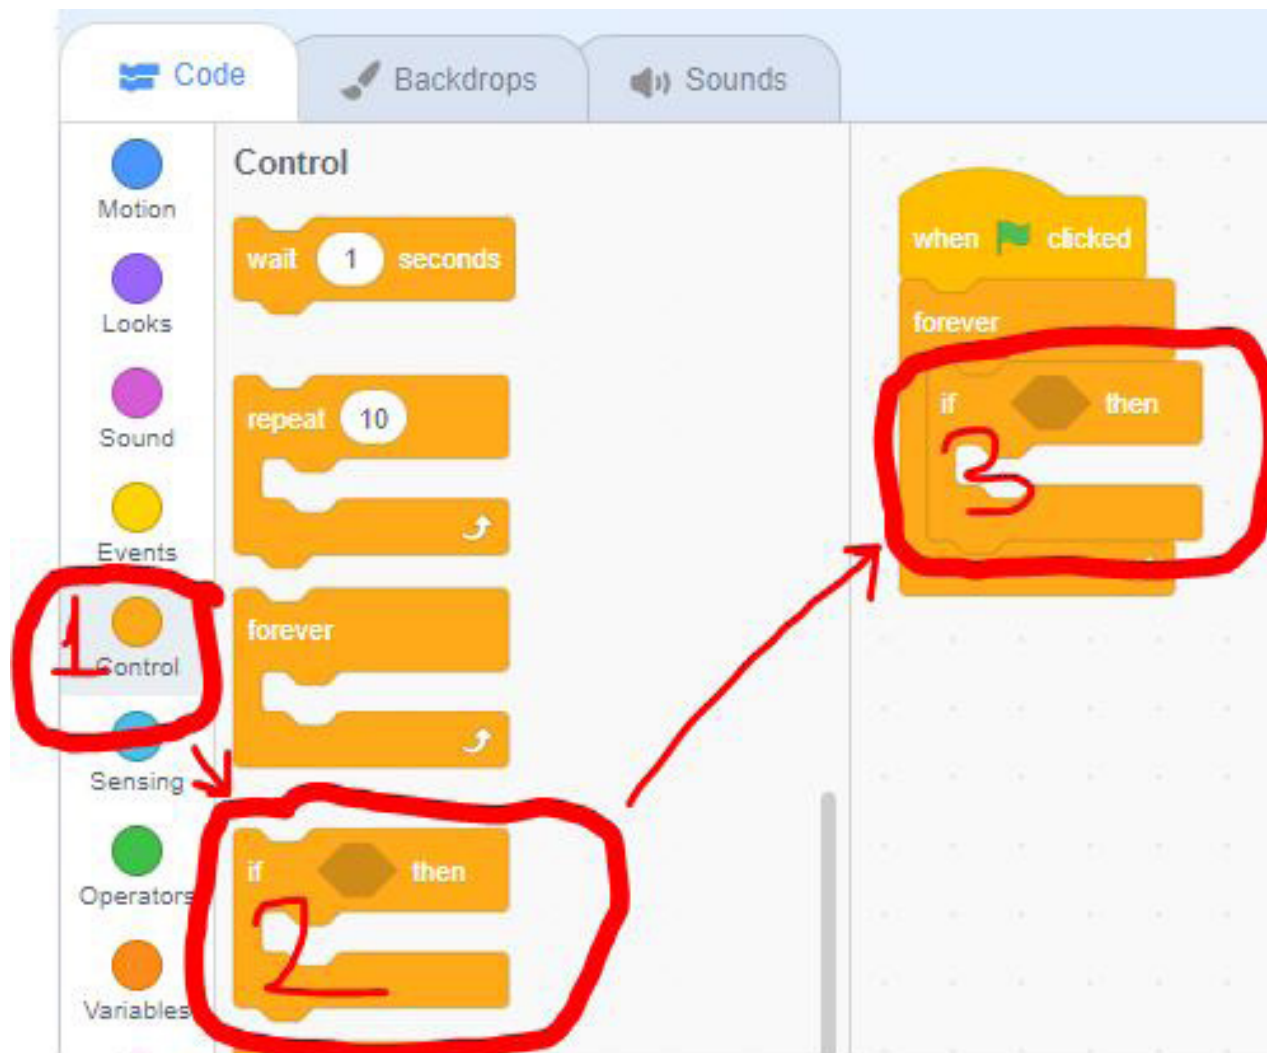 Code
Backdrops
Sounds
Motion
Looks
Sound
Events
1
Control
Sensing
Operators
Variables
Control
wait 1 seconds
repeat 10
forever
if then
2
when clicked
forever
if then
3